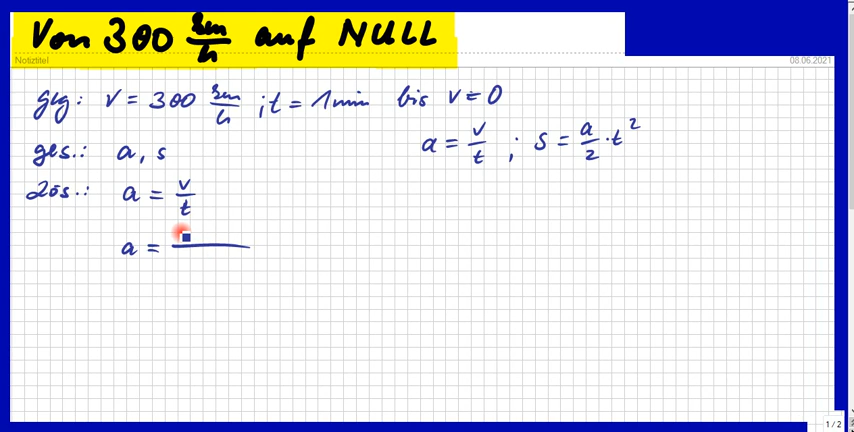 Von 300 km/h auf NULL
Notiztitel
08.06.2021
geg: v = 300 km/h ; t = 1 min bis v = 0
a = v/t ; s = a/2 · t²
ges.: a, s
Lös.: a = v/t
a =
1 / 2